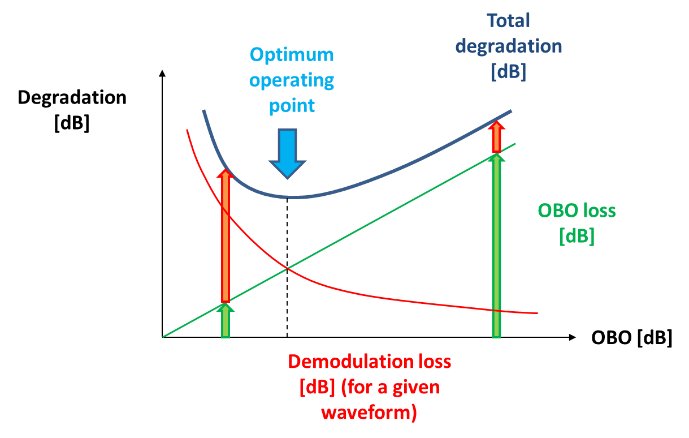 Total
degradation
[dB]
Optimum
operating
point
Degradation
[dB]
OBO loss
[dB]
OBO [dB]
Demodulation loss
[dB] (for a given
waveform)